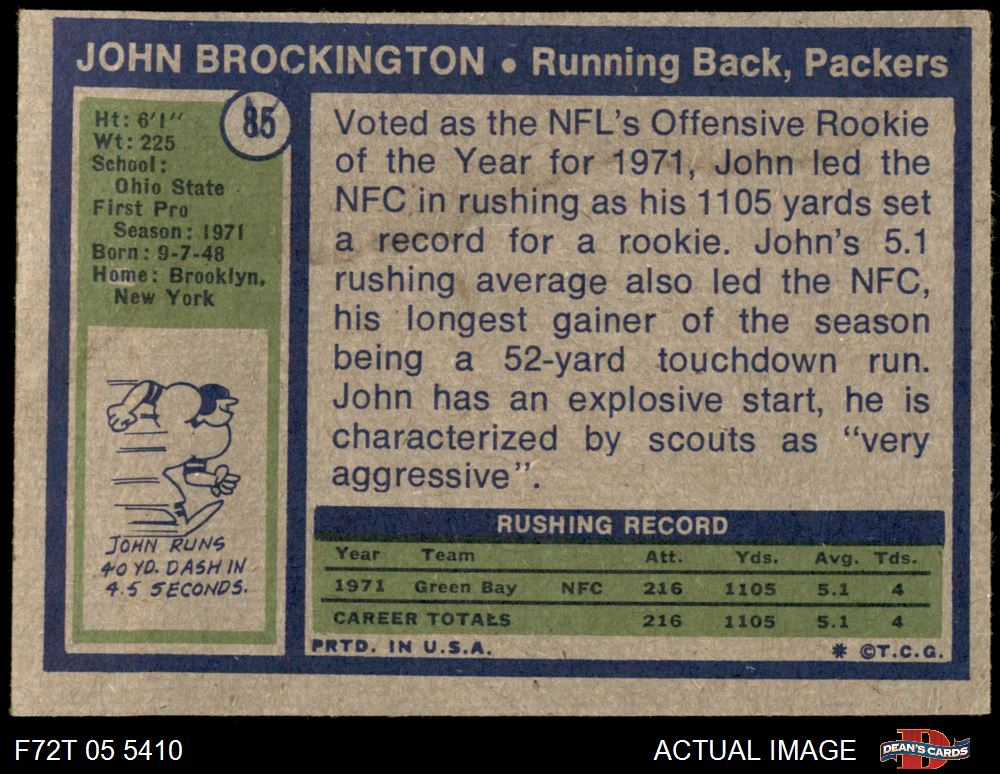 JOHN BROCKINGTON • Running Back, Packers
85
Ht: 6'1''
Wt: 225
School:
Ohio State
First Pro
Season: 1971
Born: 9-7-48
Home: Brooklyn,
New York
JOHN RUNS
40 YD. DASH IN
4.5 SECONDS.
Voted as the NFL's Offensive Rookie
of the Year for 1971, John led the
NFC in rushing as his 1105 yards set
a record for a rookie. John's 5.1
rushing average also led the NFC,
his longest gainer of the season
being a 52-yard touchdown run.
John has an explosive start, he is
characterized by scouts as "very
aggressive".
RUSHING RECORD
Year Team Att. Yds. Avg. Tds.
1971 Green Bay NFC 216 1105 5.1 4
CAREER TOTALS 216 1105 5.1 4
PRTD. IN U.S.A. * ©T.C.G.
F72T 05 5410 ACTUAL IMAGE DEAN'S CARDS